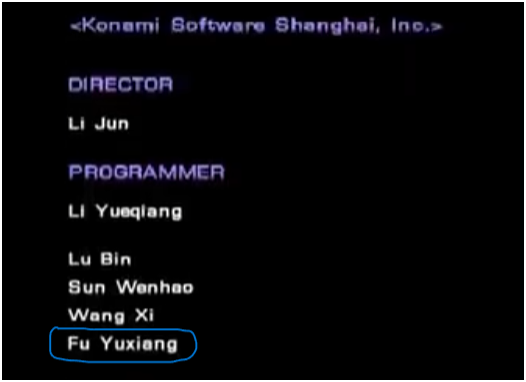 <Konami Software Shanghai, Inc.>
DIRECTOR
Li Jun
PROGRAMMER
Li Yueqiang
Lu Bin
Sun Wenhao
Wang Xi
Fu Yuxiang